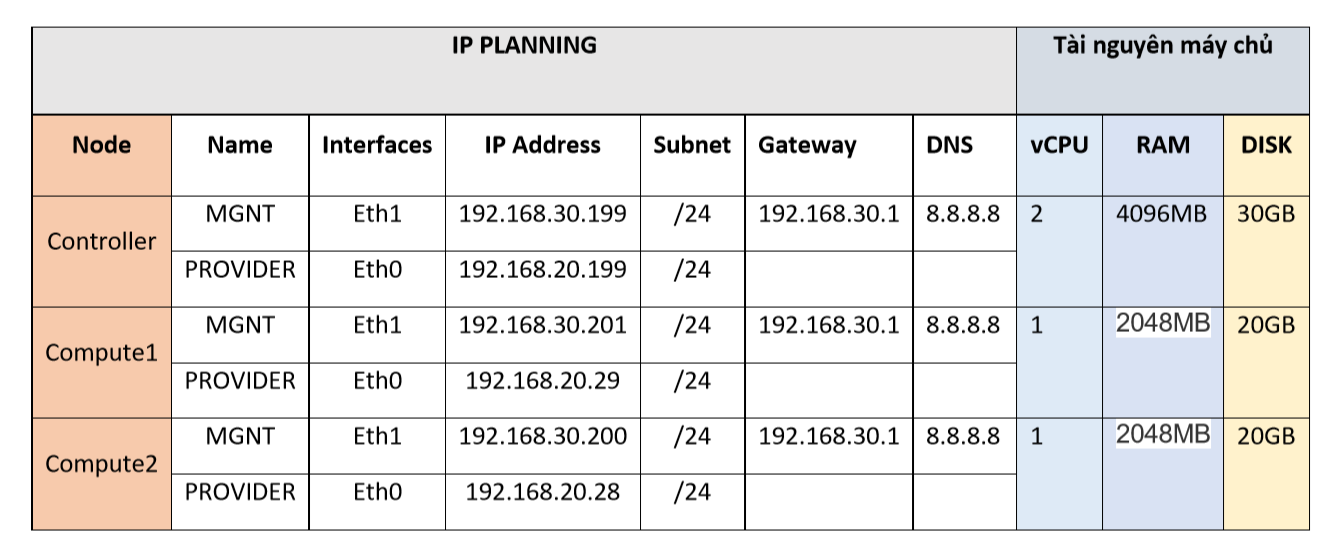 IP PLANNING Tài nguyên máy chủ
Node Name Interfaces IP Address Subnet Gateway DNS vCPU RAM DISK
Controller MGNT Eth1 192.168.30.199 /24 192.168.30.1 8.8.8.8 2 4096MB 30GB
PROVIDER Eth0 192.168.20.199 /24
Compute1 MGNT Eth1 192.168.30.201 /24 192.168.30.1 8.8.8.8 1 2048MB 20GB
PROVIDER Eth0 192.168.20.29 /24
Compute2 MGNT Eth1 192.168.30.200 /24 192.168.30.1 8.8.8.8 1 2048MB 20GB
PROVIDER Eth0 192.168.20.28 /24